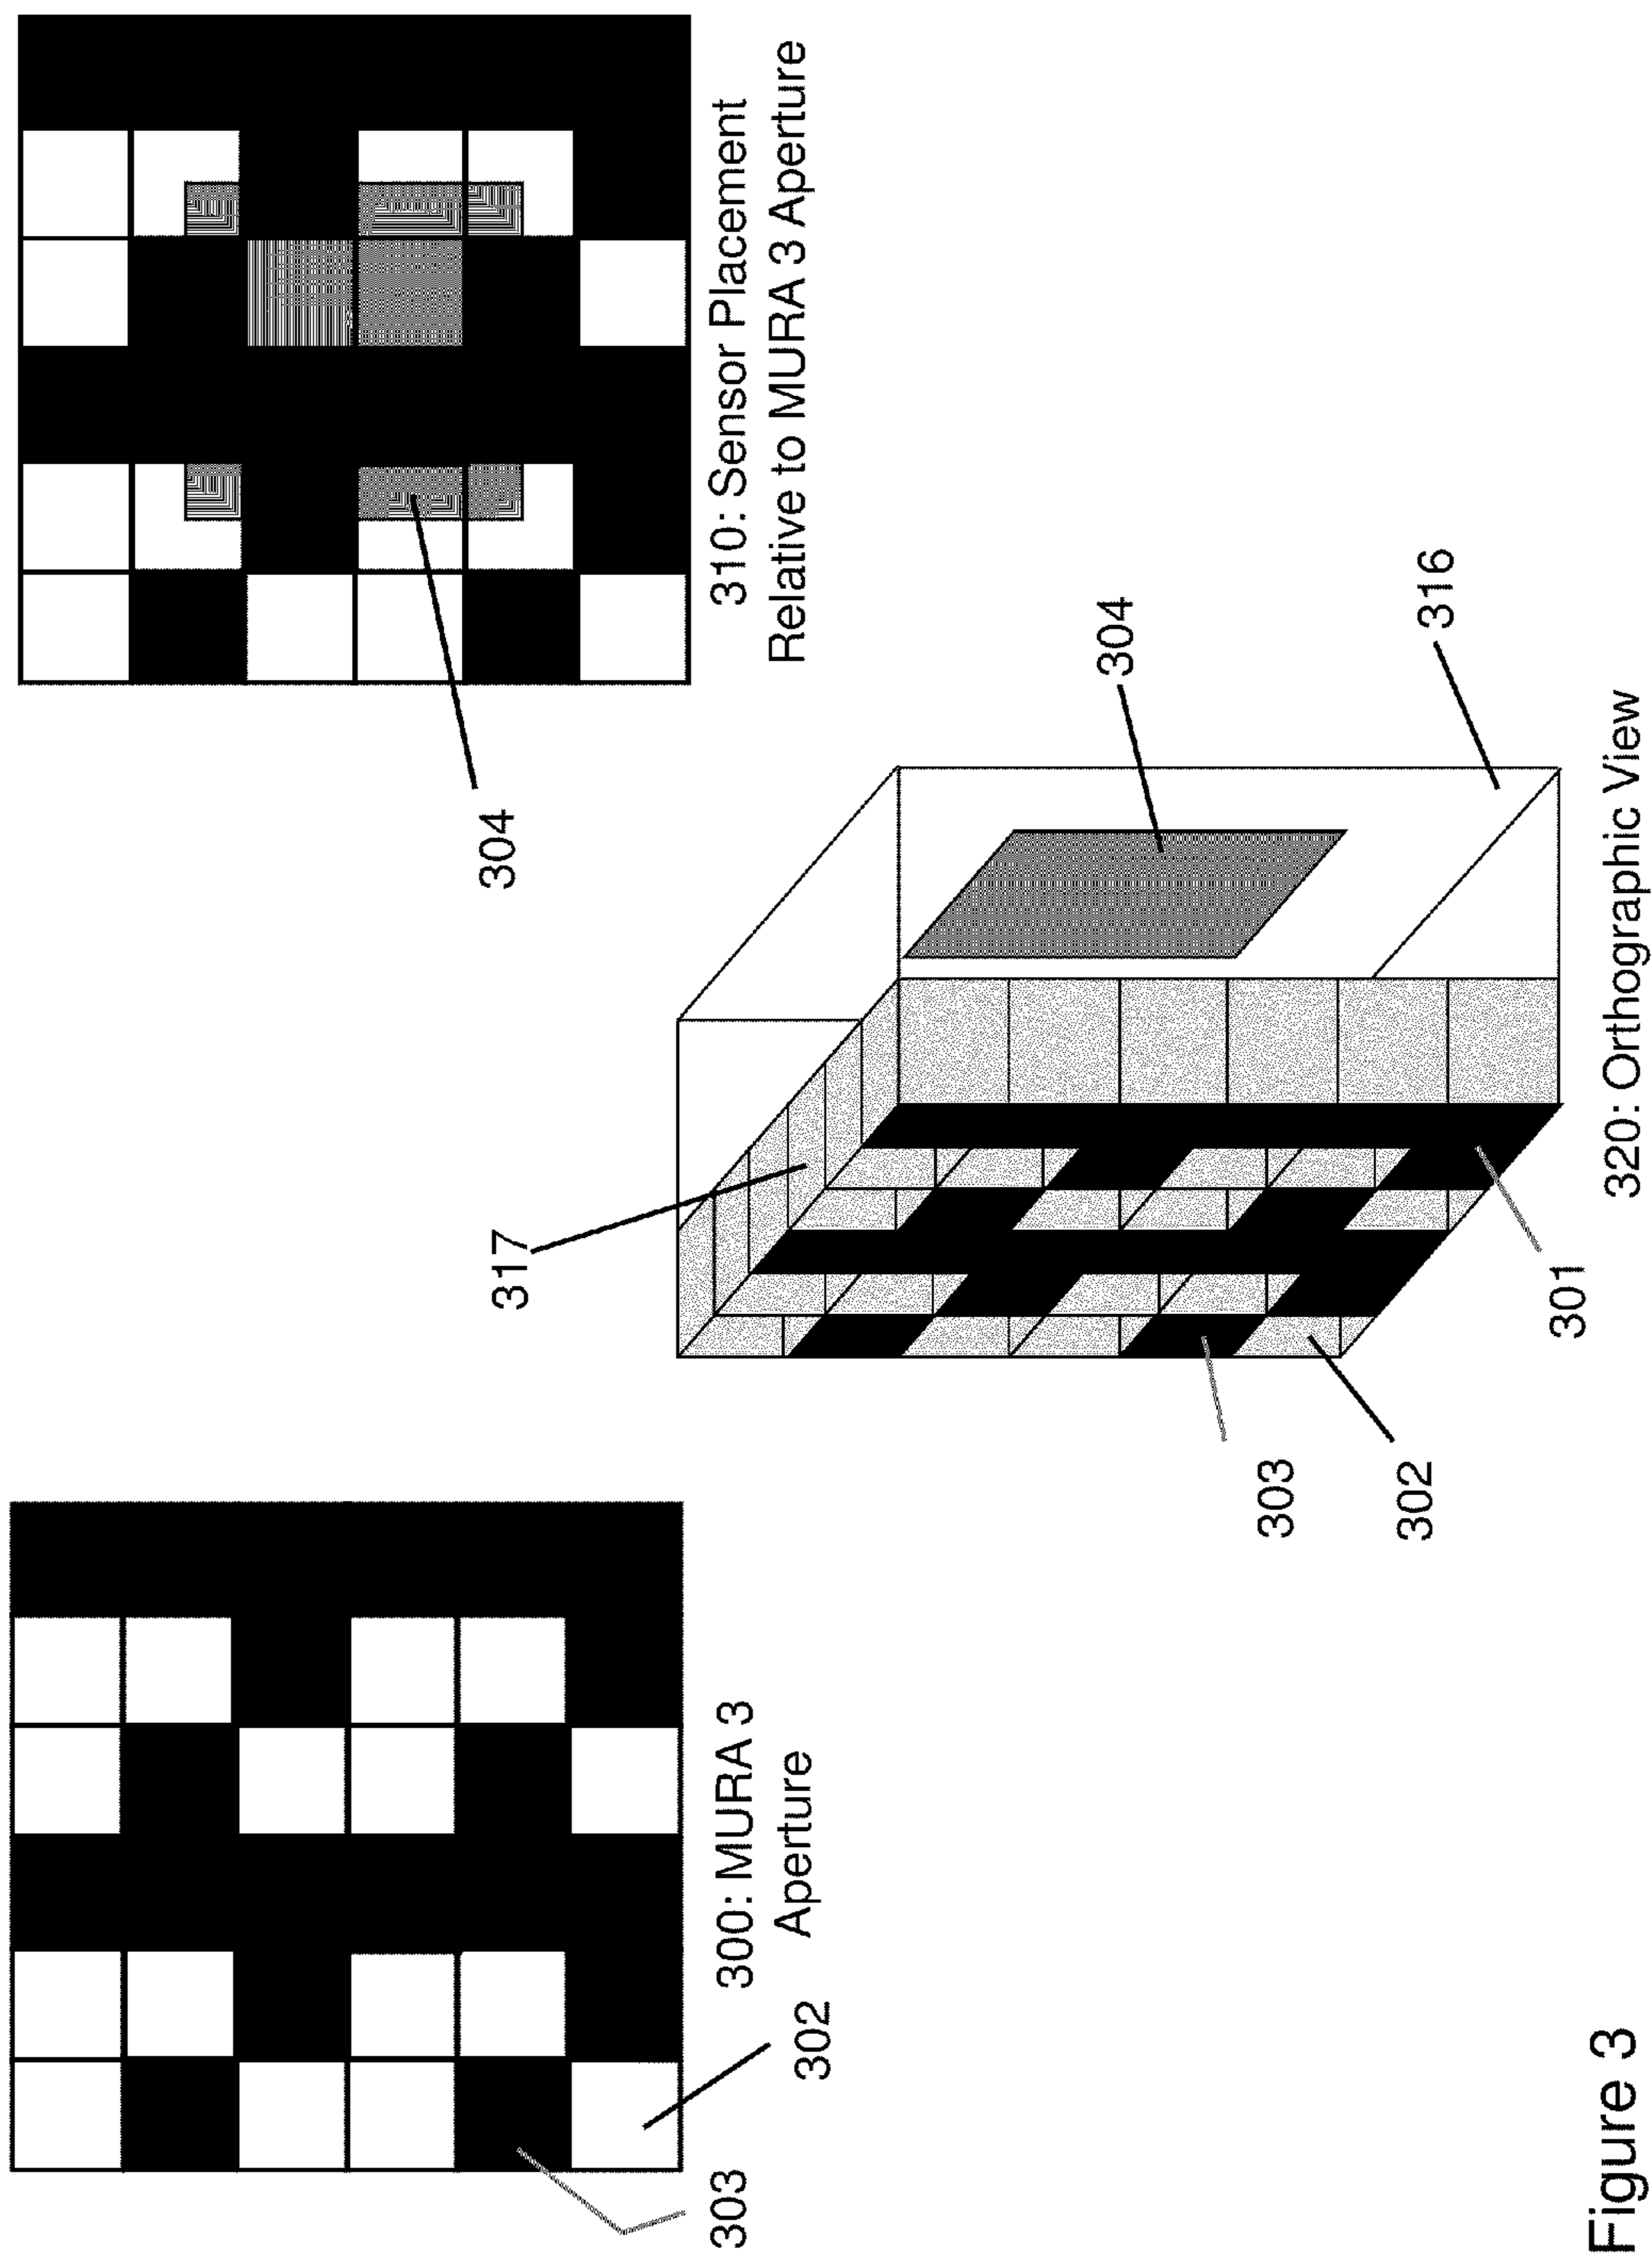 303
300: MURA 3
Aperture
302
304
310: Sensor Placement
Relative to MURA 3 Aperture
317
304
303
302
316
301
320: Orthographic View
Figure 3